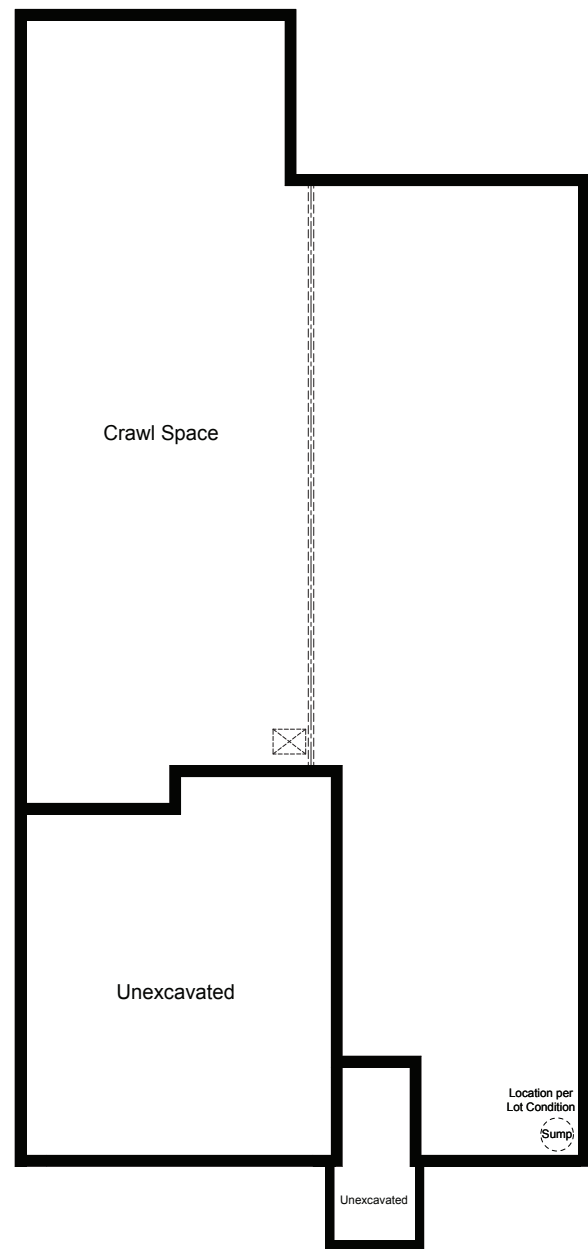 Crawl Space
Unexcavated
Location per
Lot Condition
Sump
Unexcavated